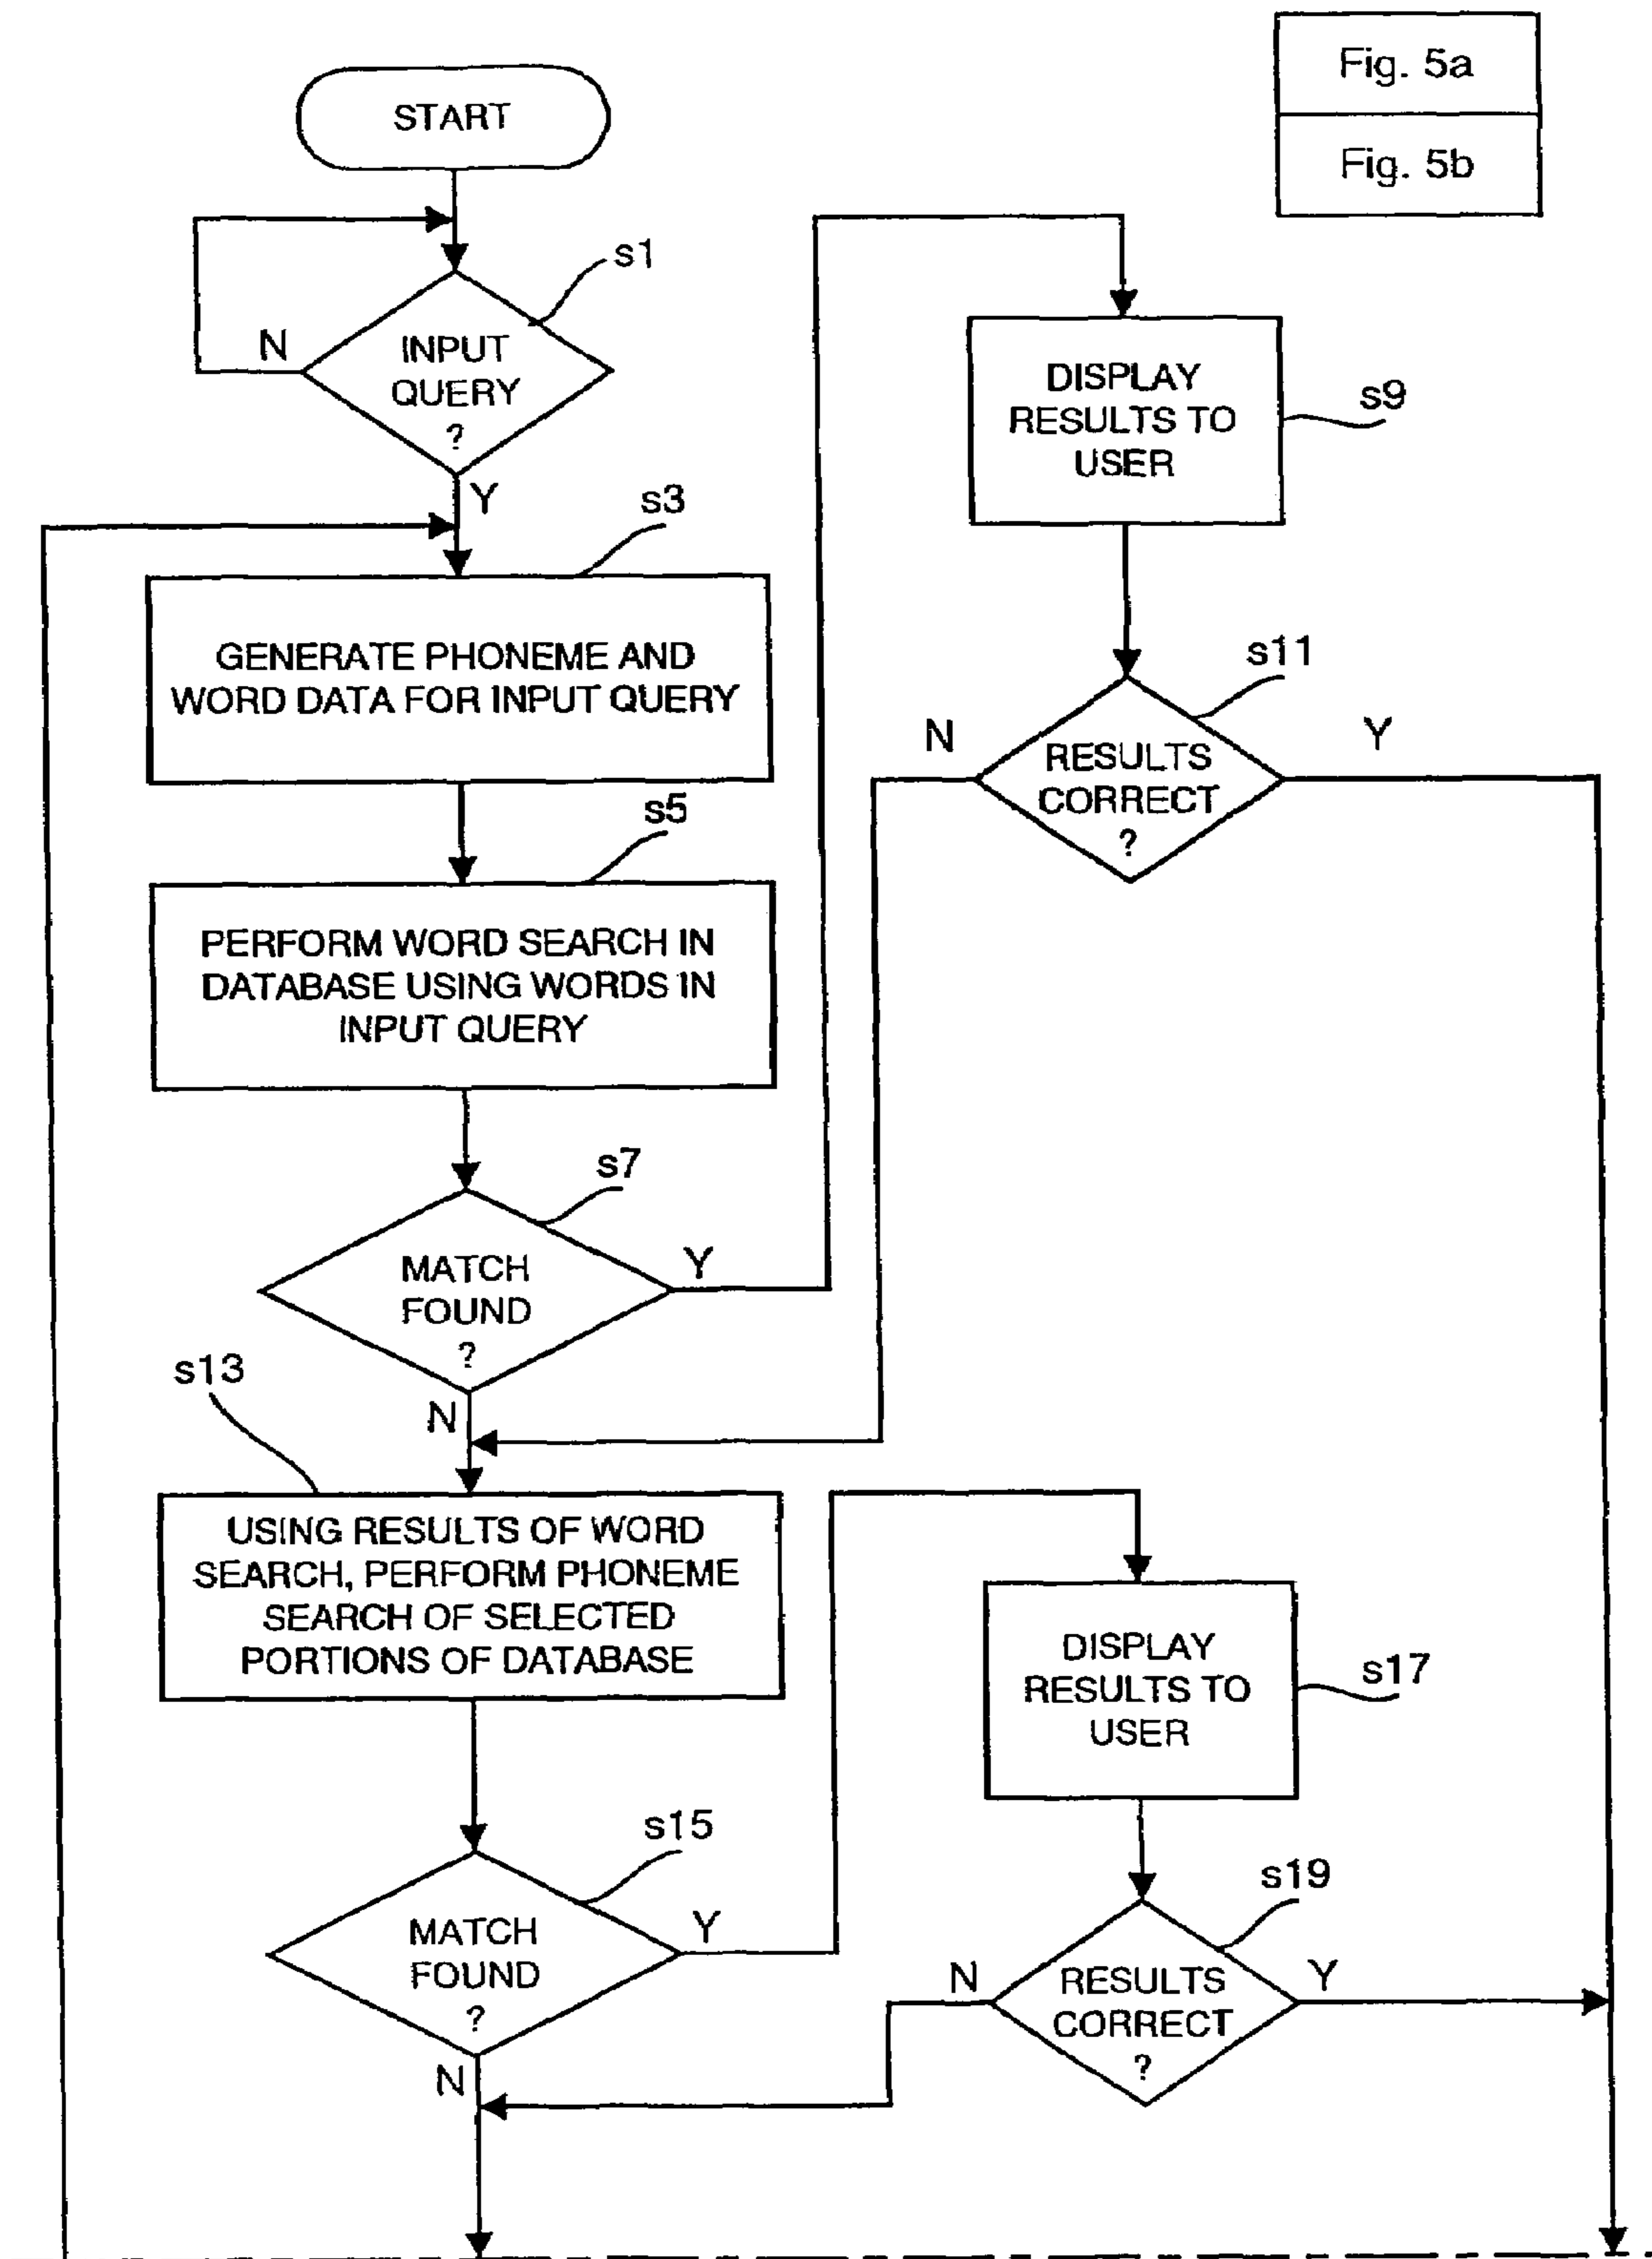 Fig. 5a
Fig. 5b
START
s1
N
INPUT
QUERY
?
Y
s3
GENERATE PHONEME AND
WORD DATA FOR INPUT QUERY
s5
PERFORM WORD SEARCH IN
DATABASE USING WORDS IN
INPUT QUERY
s7
MATCH
FOUND
?
Y
N
DISPLAY
RESULTS TO
USER
s9
s11
N
RESULTS
CORRECT
?
Y
s13
USING RESULTS OF WORD
SEARCH, PERFORM PHONEME
SEARCH OF SELECTED
PORTIONS OF DATABASE
s15
MATCH
FOUND
?
Y
N
DISPLAY
RESULTS TO
USER
s17
s19
N
RESULTS
CORRECT
?
Y